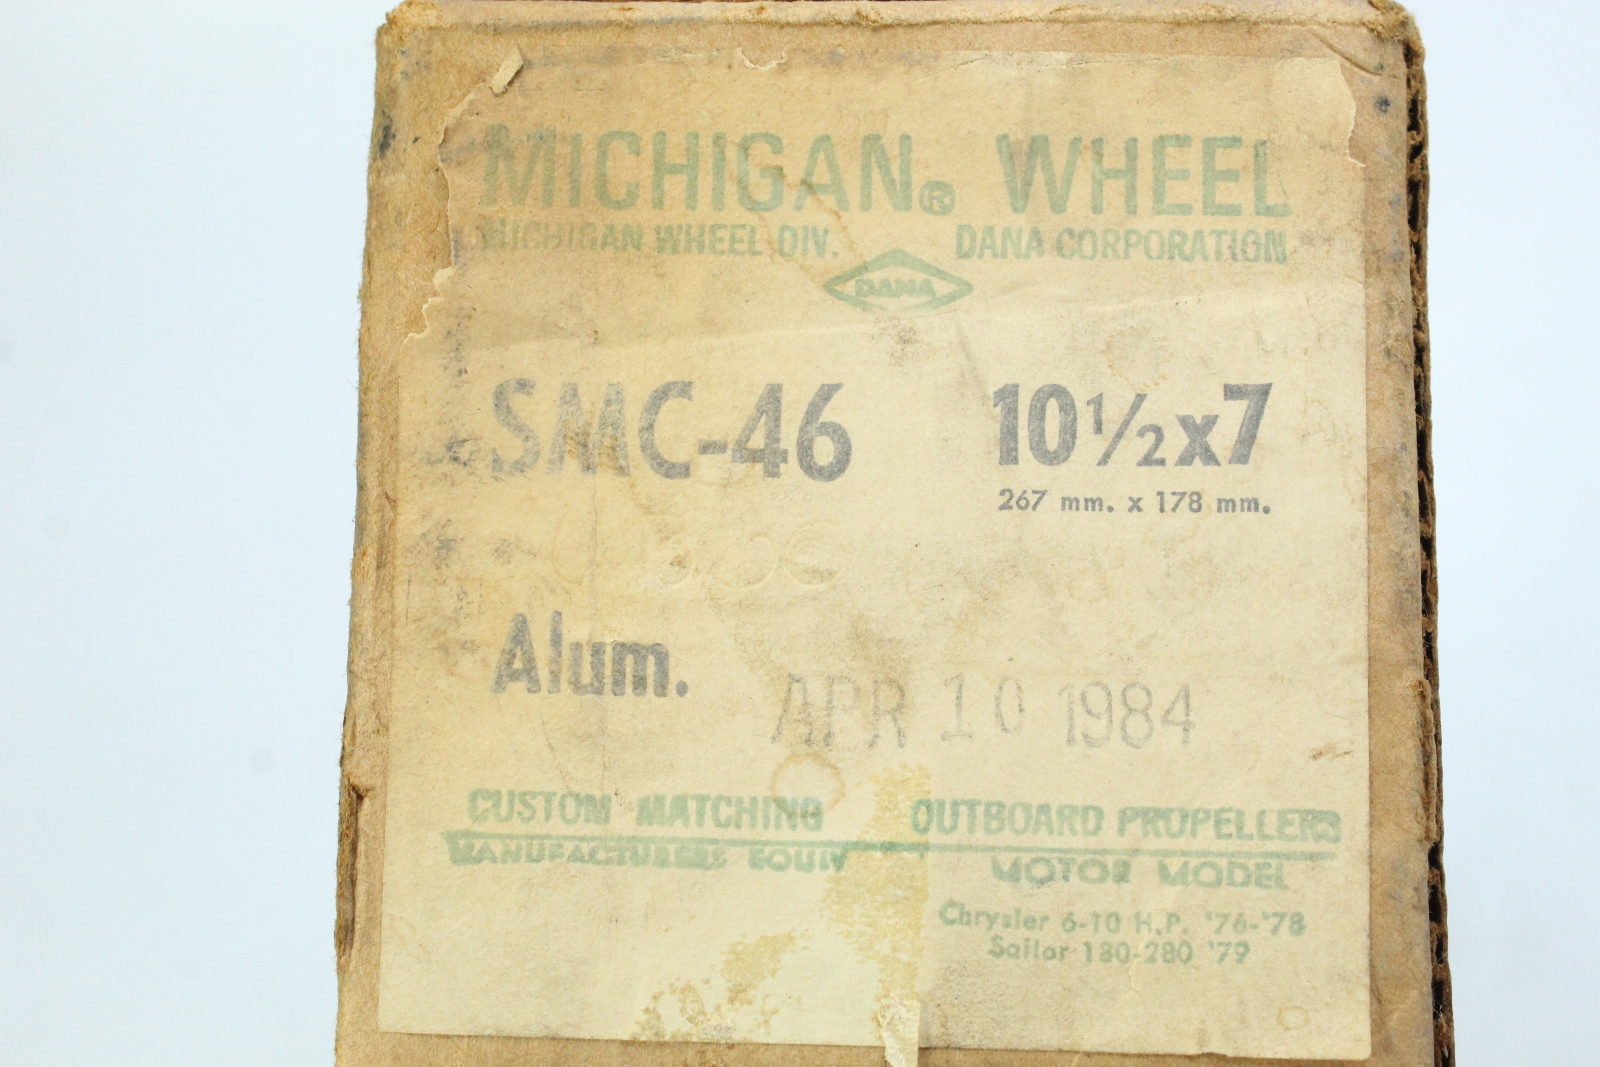 MICHIGAN® WHEEL
MICHIGAN WHEEL DIV. DANA CORPORATION
DANA
SMC-46 10½x7
267 mm. x 178 mm.
Alum.
APR 10 1984
CUSTOM MATCHING OUTBOARD PROPELLERS
MANUFACTURERS EQUIV MOTOR MODEL
Chrysler 6-10 H.P. '76-'78
Sailor 180-280 '79